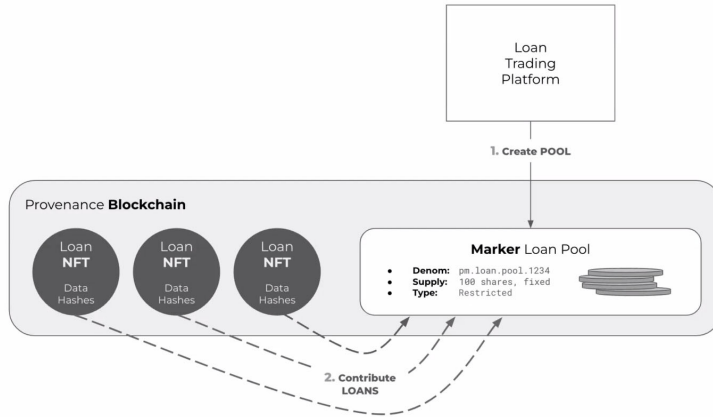 Loan
Trading
Platform
1. Create POOL
Provenance Blockchain
Loan
NFT
Data
Hashes
Loan
NFT
Data
Hashes
Loan
NFT
Data
Hashes
Marker Loan Pool
● Denom: pm.loan.pool.1234
● Supply: 100 shares, fixed
● Type: Restricted
2. Contribute
LOANS